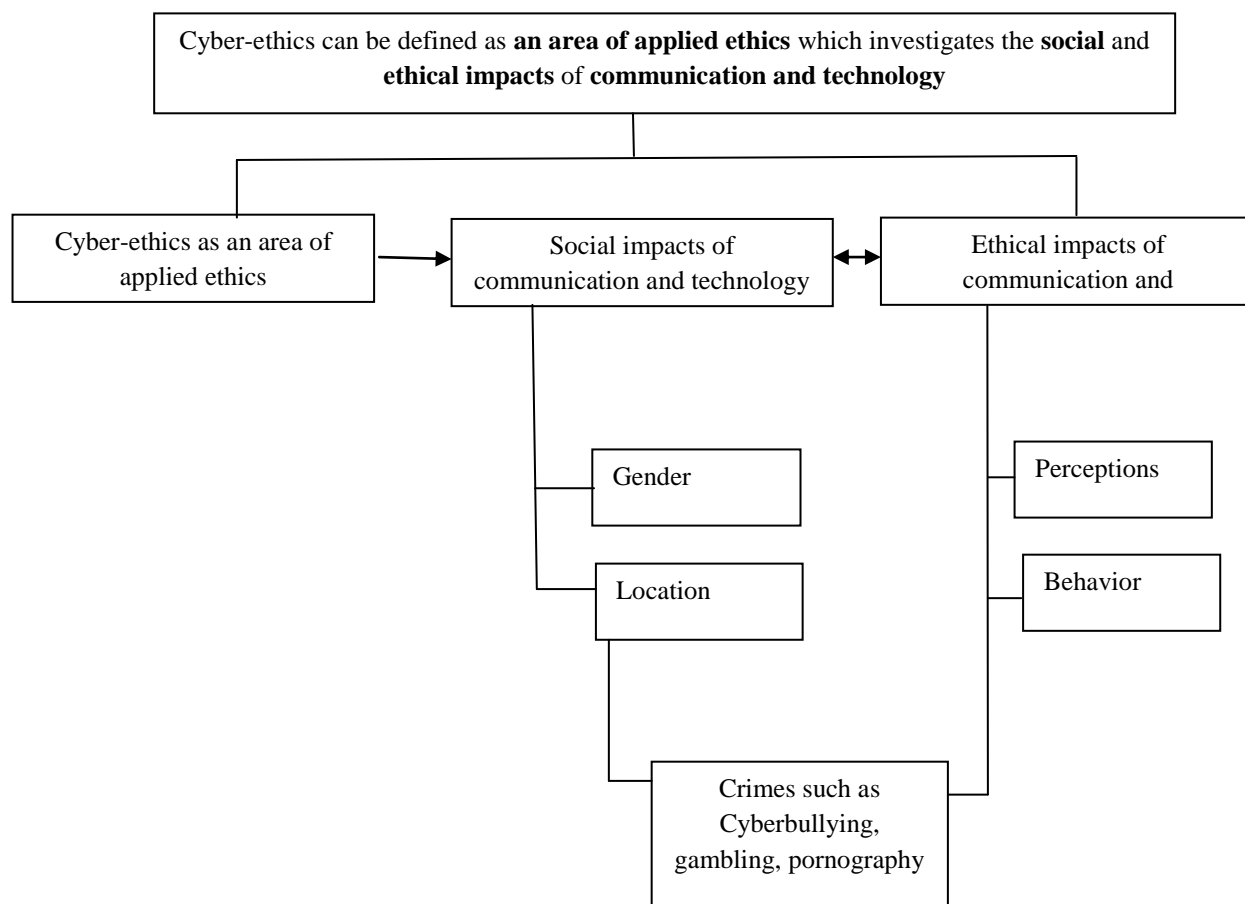 Cyber-ethics can be defined as an area of applied ethics which investigates the social and
ethical impacts of communication and technology
Cyber-ethics as an area of
applied ethics
Social impacts of
communication and technology
Ethical impacts of
communication and
Gender
Perceptions
Location
Behavior
Crimes such as
Cyberbullying,
gambling, pornography